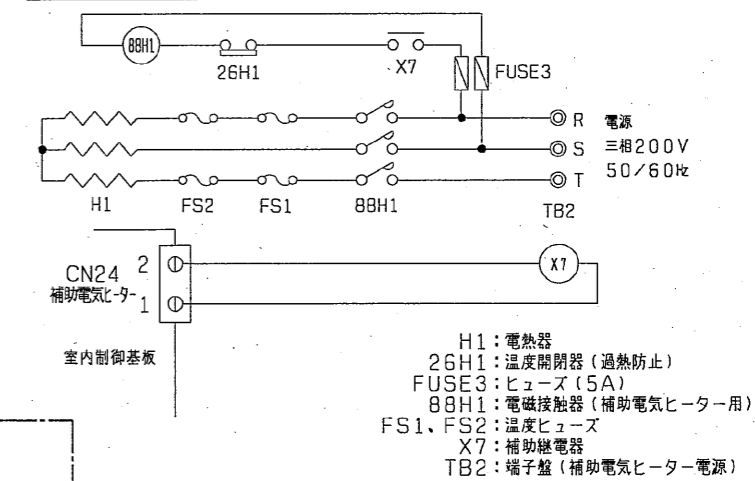 88H1
26H1
X7
FUSE3
R 電源
S 三相200V
T 50/60Hz
H1 FS2 FS1 88H1 TB2
CN24 2
補助電気ヒーター 1
X7
室内制御基板
H1:電熱器
26H1:温度開閉器(過熱防止)
FUSE3:ヒューズ(5A)
88H1:電磁接触器(補助電気ヒーター用)
FS1、FS2:温度ヒューズ
X7:補助継電器
TB2:端子盤(補助電気ヒーター電源)